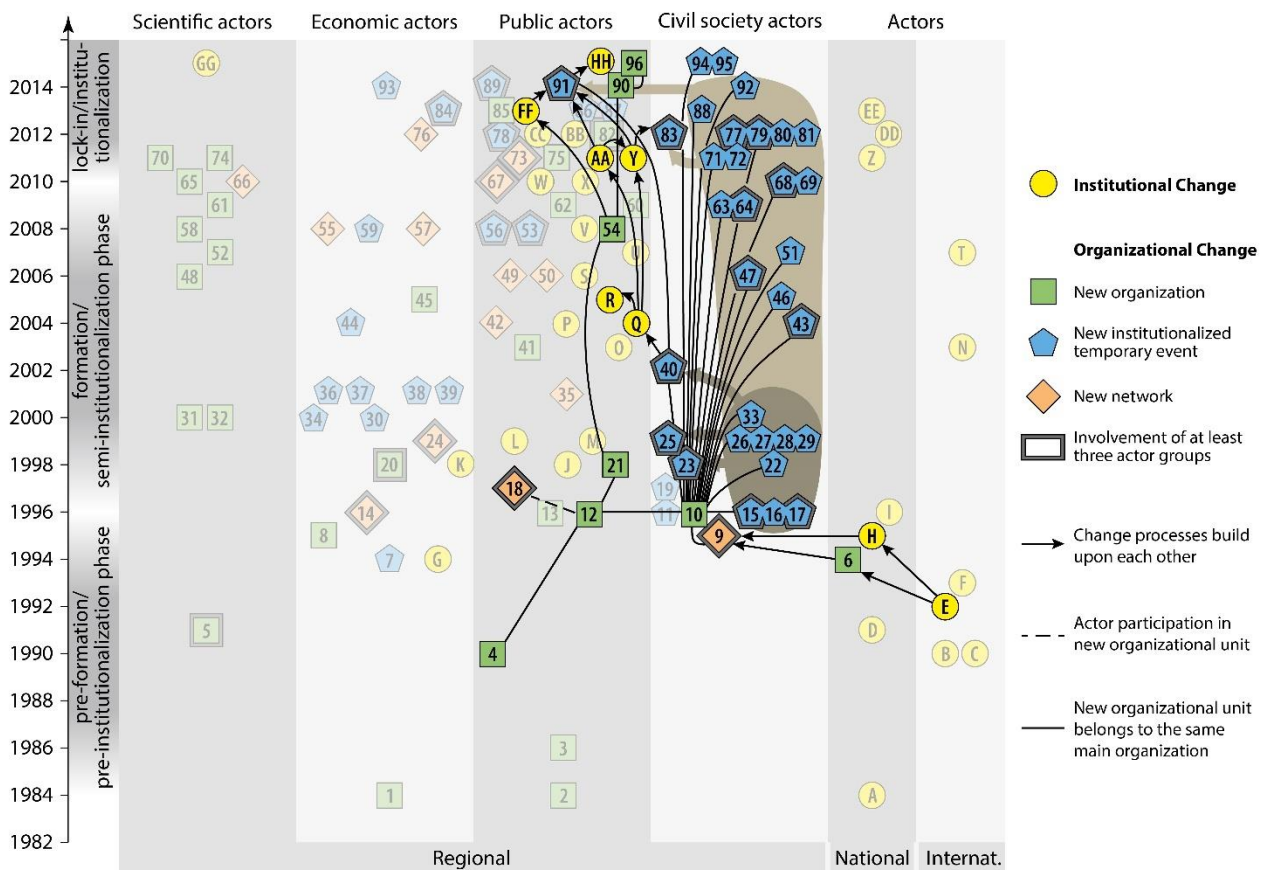 Scientific actors Economic actors Public actors Civil society actors Actors
lock-in/institu-
tionalization
formation/
semi-institutionalization phase
pre-formation/
pre-institutionalization phase
2014
2012
2010
2008
2006
2004
2002
2000
1998
1996
1994
1992
1990
1988
1986
1984
1982
GG
70 74
65 66
61
58
52
48
31 32
5
93
84
76
55 59 57
45
44
36 37 38 39
34 30
24
20 K
14
8
7 G
1
HH 96
89 91 90
FF 85
78 CC BB 82
73 75 AA Y
67 W X
62 60
56 53 V 54
U
49 50 S
R
42 P Q
41 O
35
L M
J 21
18
13 12
4
3
2
94 95
92
88
83 77 79 80 81
71 72
68 69
63 64
51
47
46
43
40
33
25 26 27 28 29
23 22
19
11 10 15 16 17
9
EE
DD
Z
T
N
I
H
6
F
E
D
B C
A
Regional National Internat.
Institutional Change
Organizational Change
New organization
New institutionalized
temporary event
New network
Involvement of at least
three actor groups
Change processes build
upon each other
Actor participation in
new organizational unit
New organizational unit
belongs to the same
main organization